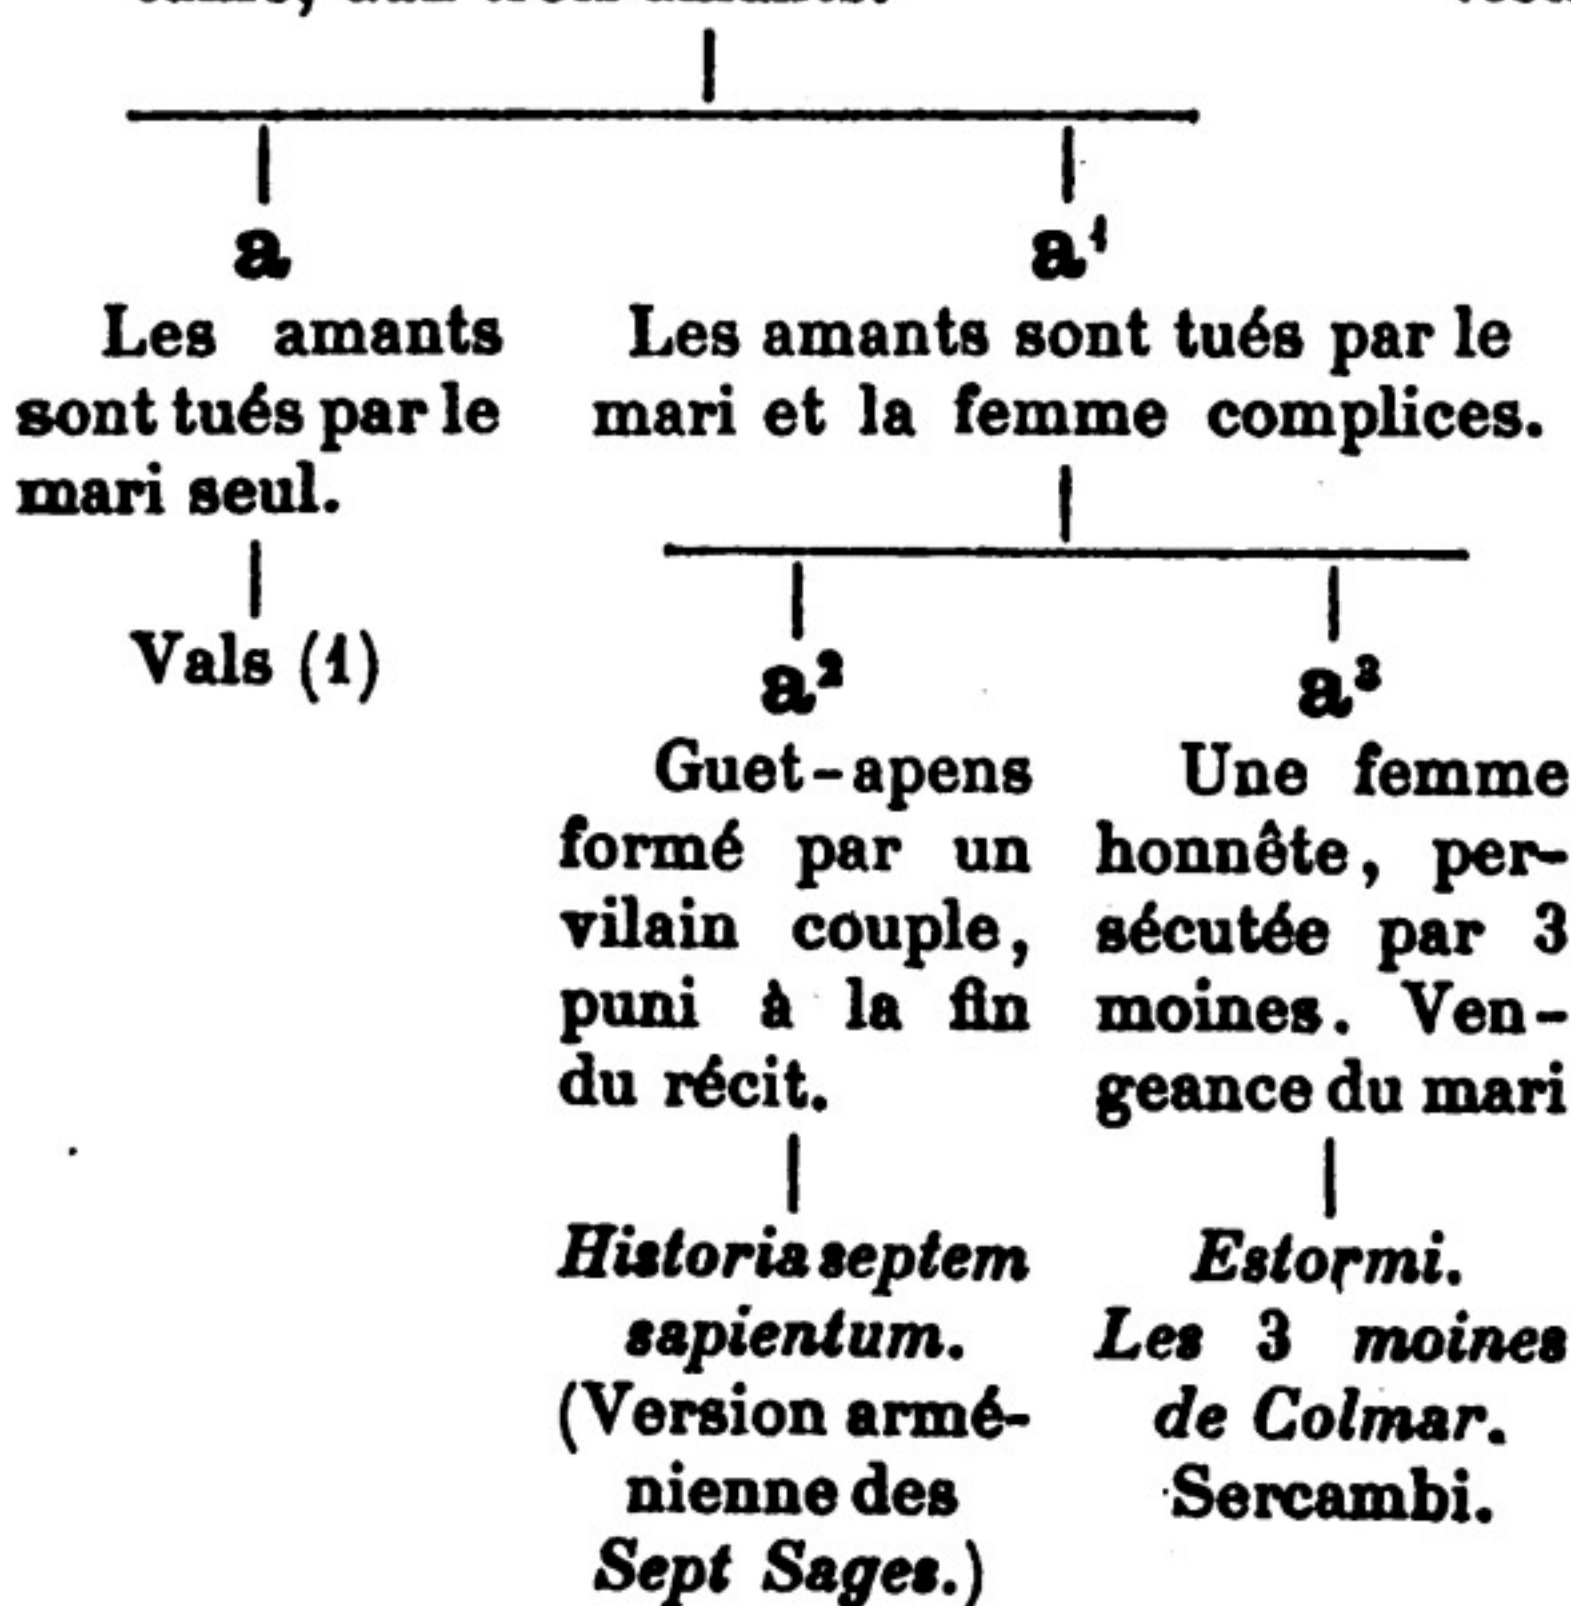 aux trois amants.
a
Les amants
sont tués par le
mari seul.
Vals (1)
a¹
Les amants sont tués par le
mari et la femme complices.
a²
Guet-apens
formé par un
vilain couple,
puni à la fin
du récit.
Historia septem
sapientum.
(Version armé-
nienne des
Sept Sages.)
a³
Une femme
honnête, per-
sécutée par 3
moines. Ven-
geance du mari
Estormi.
Les 3 moines
de Colmar.
Sercambi.